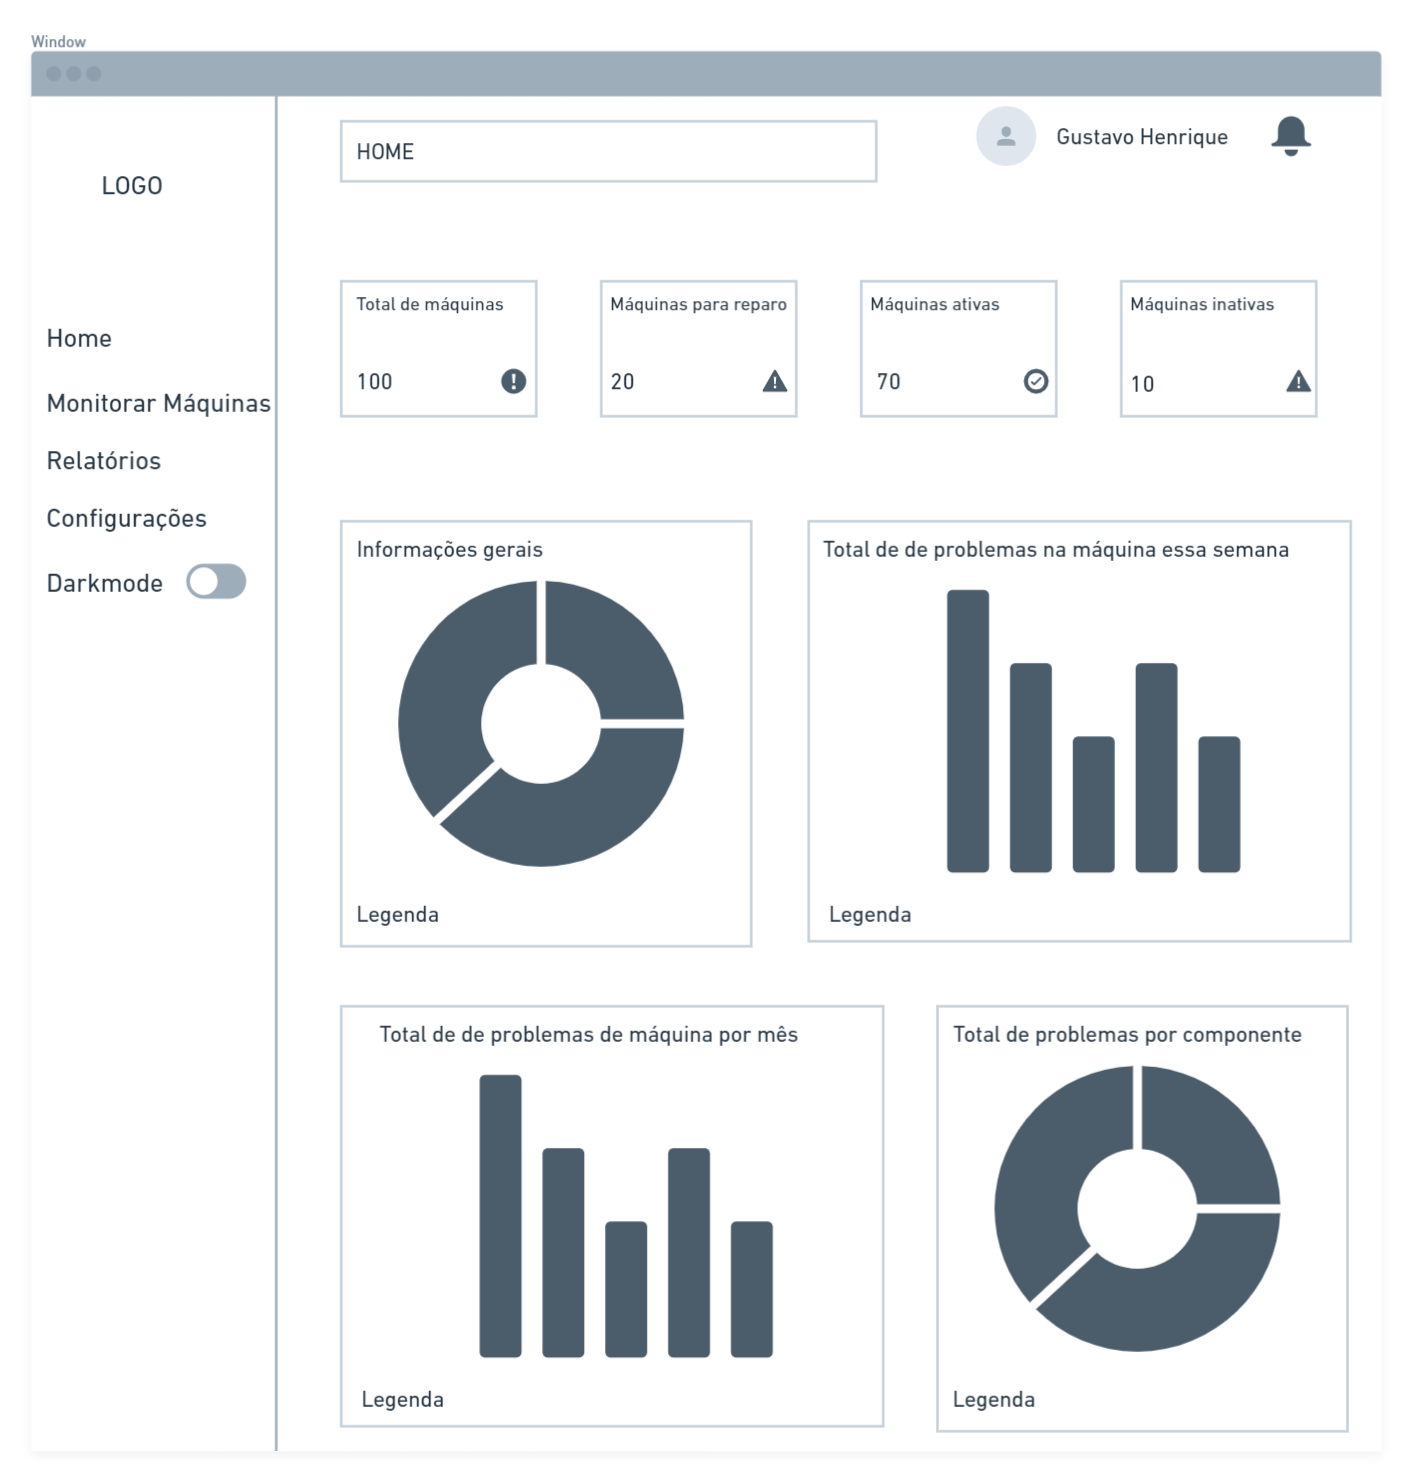 Window
LOGO
Home
Monitorar Máquinas
Relatórios
Configurações
Darkmode
HOME
Gustavo Henrique
Total de máquinas
100
Máquinas para reparo
20
Máquinas ativas
70
Máquinas inativas
10
Informações gerais
Legenda
Total de de problemas na máquina essa semana
Legenda
Total de de problemas de máquina por mês
Legenda
Total de problemas por componente
Legenda